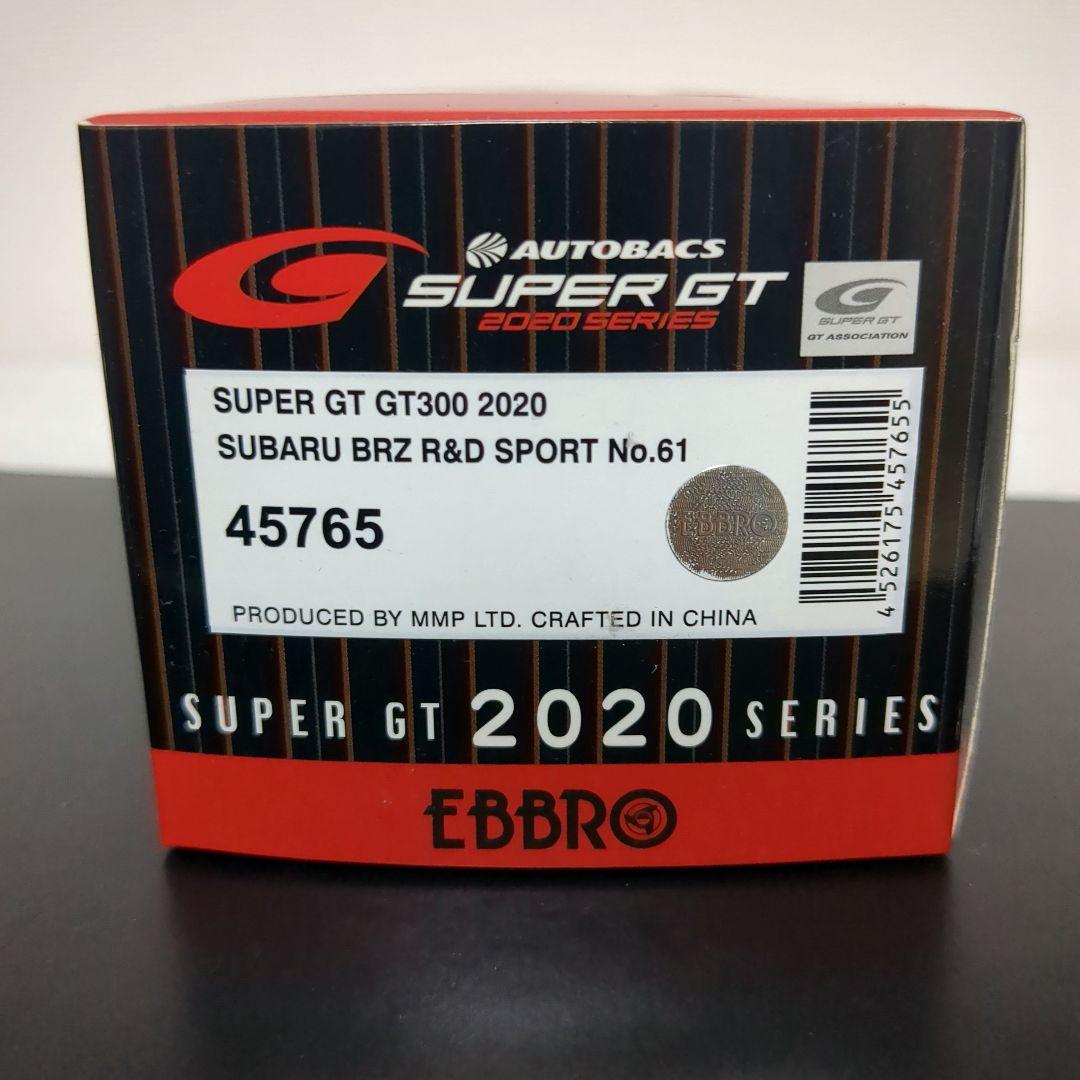 AUTOBACS
SUPER GT
2020 SERIES
SUPER GT
GT ASSOCIATION
SUPER GT GT300 2020
SUBARU BRZ R&D SPORT No.61
45765
EBBRO
4 526175 457655
PRODUCED BY MMP LTD. CRAFTED IN CHINA
SUPER GT 2020 SERIES
EBBRO